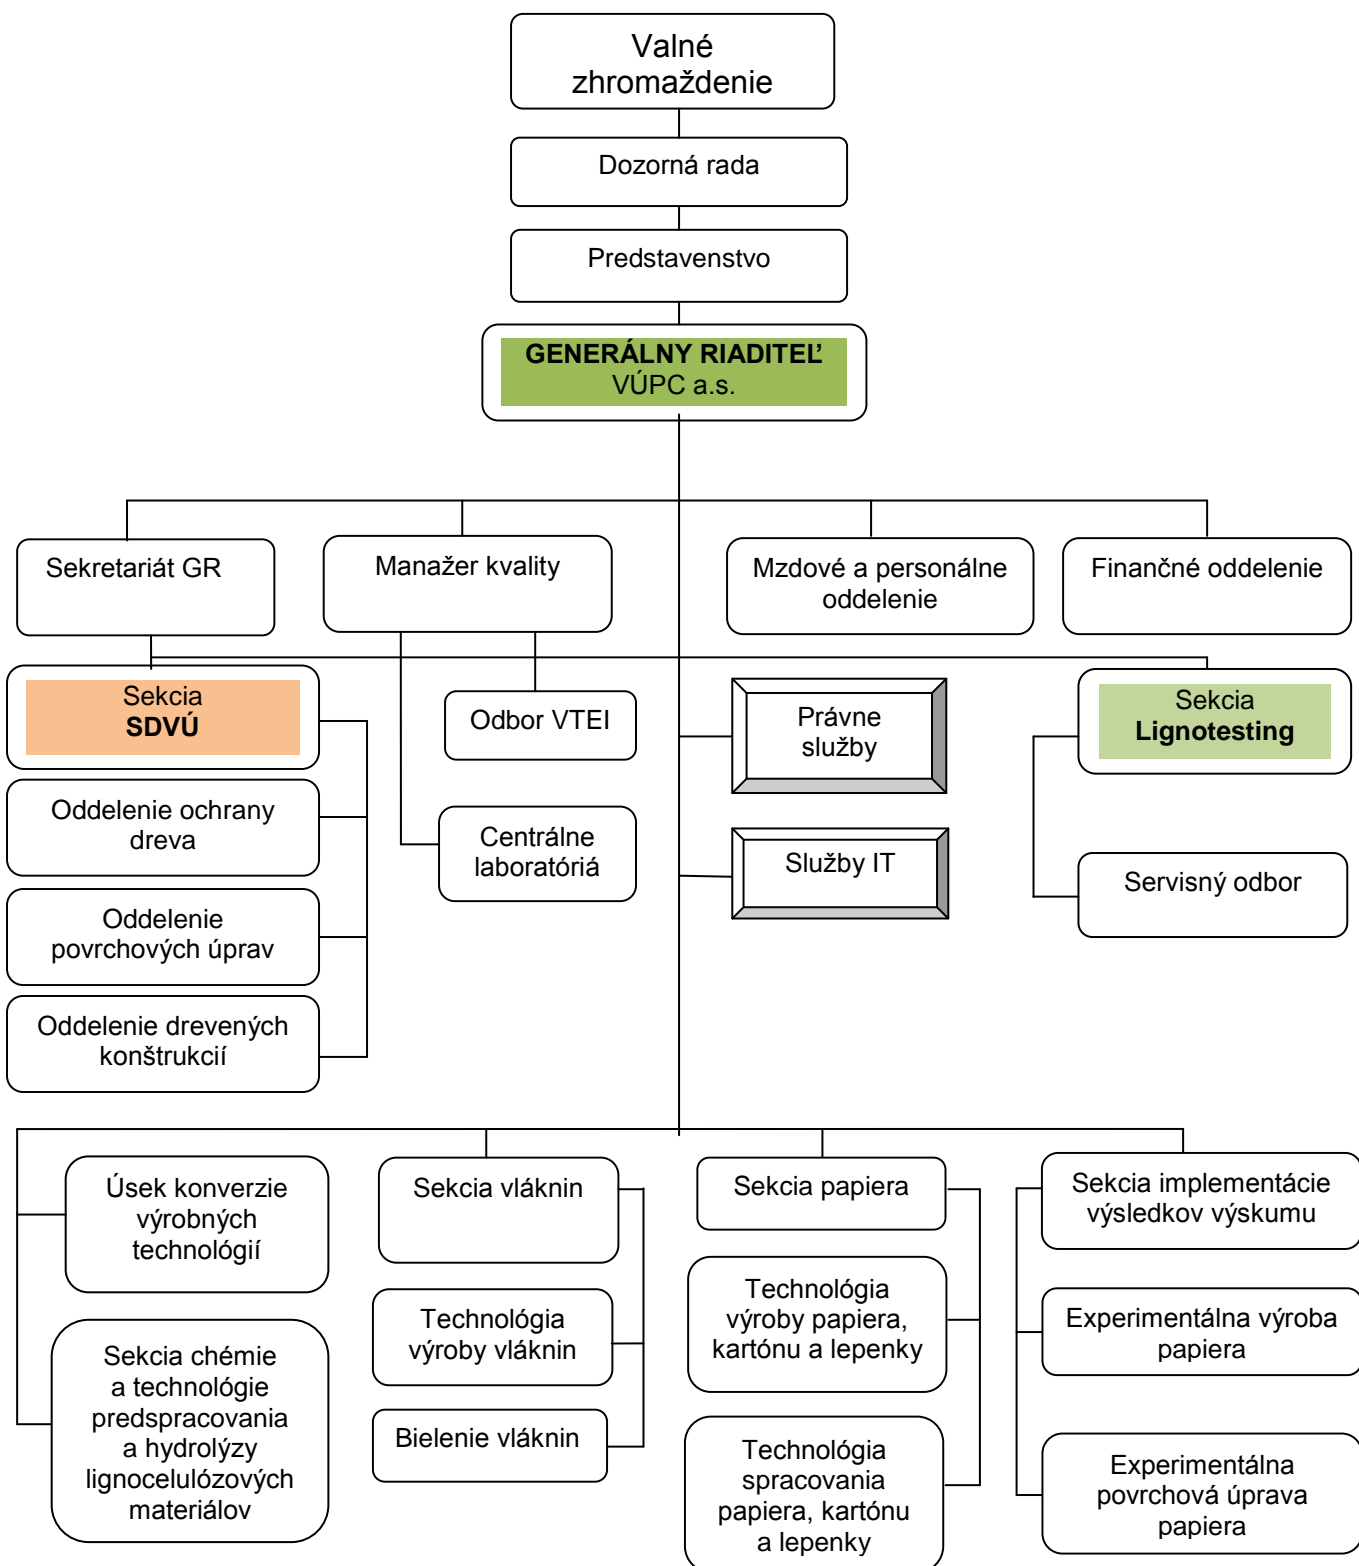 Valné
zhromaždenie
Dozorná rada
Predstavenstvo
GENERÁLNY RIADITEĽ
VÚPC a.s.
Sekretariát GR
Manažer kvality
Mzdové a personálne
oddelenie
Finančné oddelenie
Sekcia
SDVÚ
Odbor VTEI
Právne
služby
Sekcia
Lignotesting
Oddelenie ochrany
dreva
Centrálne
laboratóriá
Služby IT
Servisný odbor
Oddelenie
povrchových úprav
Oddelenie drevených
konštrukcií
Úsek konverzie
výrobných
technológií
Sekcia vláknin
Sekcia papiera
Sekcia implementácie
výsledkov výskumu
Technológia
výroby vláknin
Technológia
výroby papiera,
kartónu a lepenky
Experimentálna výroba
papiera
Sekcia chémie
a technológie
predspracovania
a hydrolýzy
lignocelulózových
materiálov
Bielenie vláknin
Technológia
spracovania
papiera, kartónu
a lepenky
Experimentálna
povrchová úprava
papiera